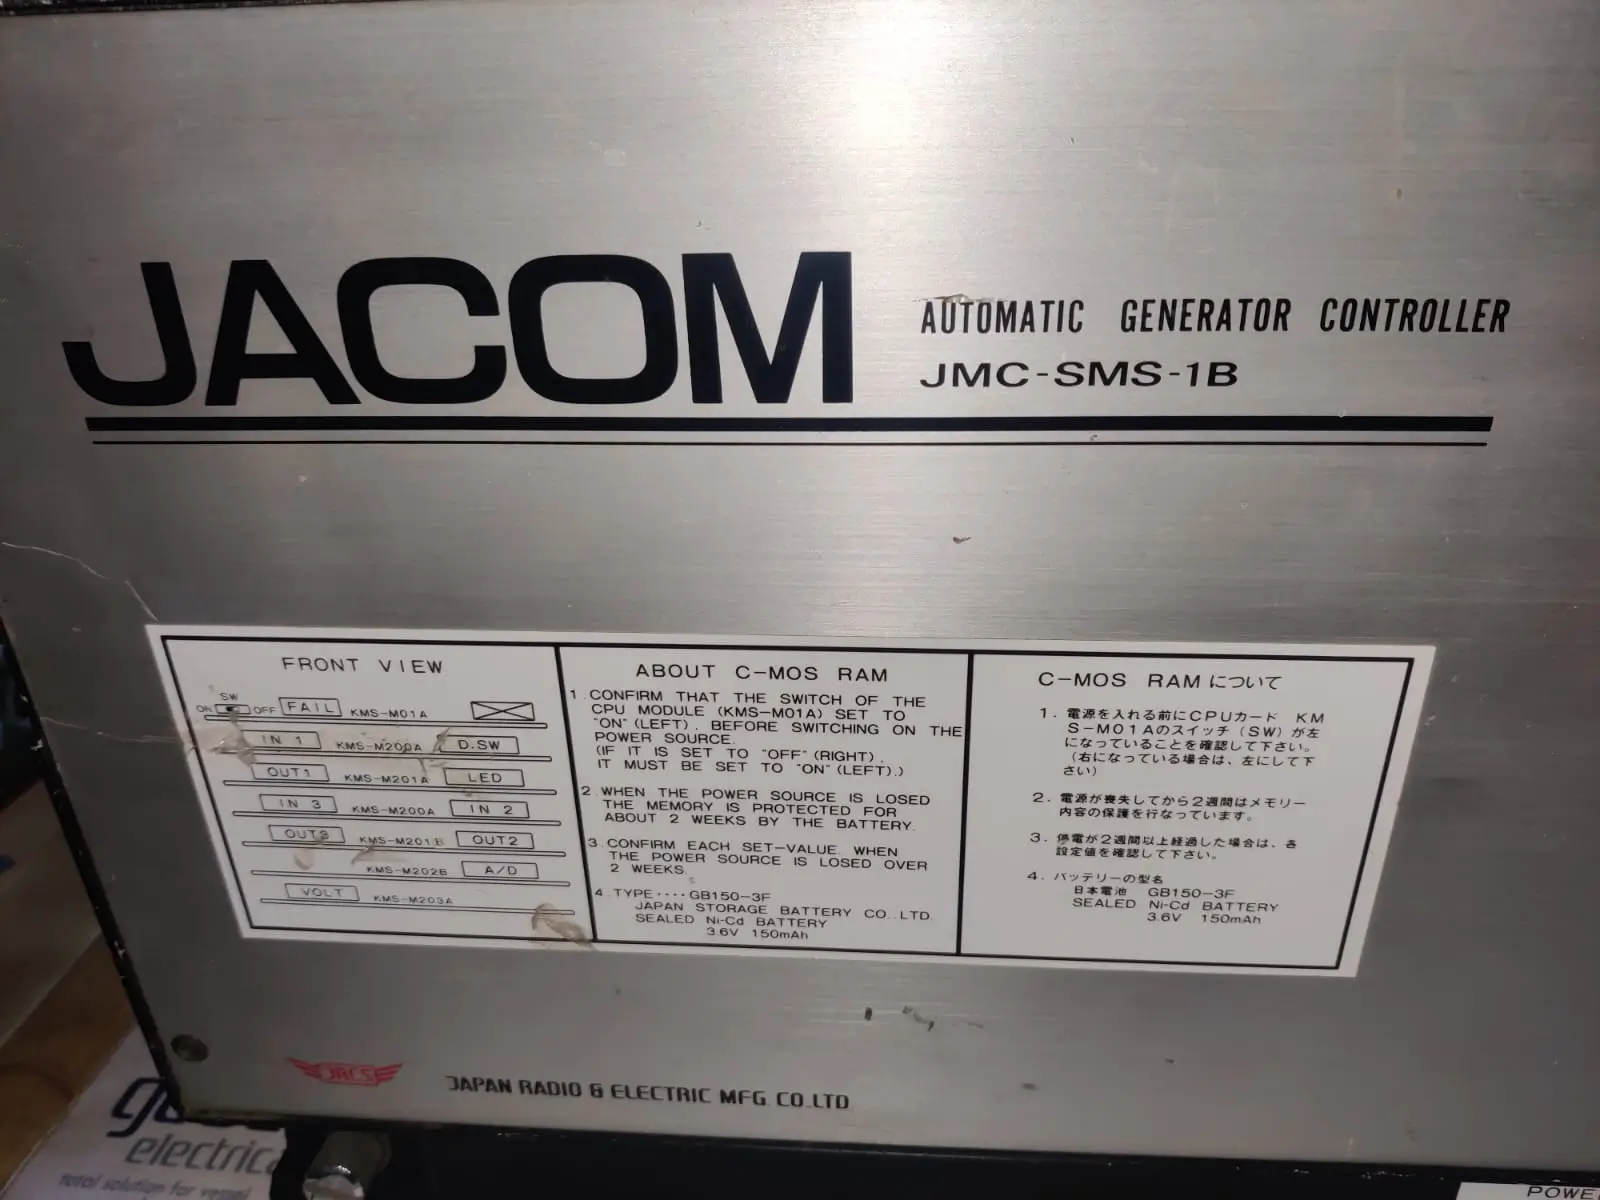 JACOM
AUTOMATIC GENERATOR CONTROLLER
JMC-SMS-1B
FRONT VIEW
SW
ON OFF FAIL KMS-M01A
IN 1 KMS-M200A D.SW
OUT1 KMS-M201A LED
IN 3 KMS-M200A IN 2
OUT3 KMS-M201B OUT2
KMS-M202B A/D
VOLT KMS-M203A
ABOUT C-MOS RAM
1. CONFIRM THAT THE SWITCH OF THE
CPU MODULE (KMS-M01A) SET TO
"ON" (LEFT), BEFORE SWITCHING ON THE
POWER SOURCE.
(IF IT IS SET TO "OFF" (RIGHT),
IT MUST BE SET TO "ON" (LEFT).)
2. WHEN THE POWER SOURCE IS LOSED
THE MEMORY IS PROTECTED FOR
ABOUT 2 WEEKS BY THE BATTERY.
3. CONFIRM EACH SET-VALUE, WHEN
THE POWER SOURCE IS LOSED OVER
2 WEEKS.
4. TYPE････GB150-3F
JAPAN STORAGE BATTERY CO.,LTD.
SEALED Ni-Cd BATTERY
3.6V 150mAh
C-MOS RAMについて
1. 電源を入れる前にCPUカード KM
S-M01Aのスイッチ(SW)が左
になっていることを確認して下さい。
(右になっている場合は、左にして下
さい)
2. 電源が喪失してから2週間はメモリー
内容の保護を行なっています。
3. 停電が2週間以上経過した場合は、各
設定値を確認して下さい。
4. バッテリーの型名
日本電池 GB150-3F
SEALED Ni-Cd BATTERY
3.6V 150mAh
JRCS
JAPAN RADIO & ELECTRIC MFG. CO.,LTD
electrica
total solution for vessel
POWE